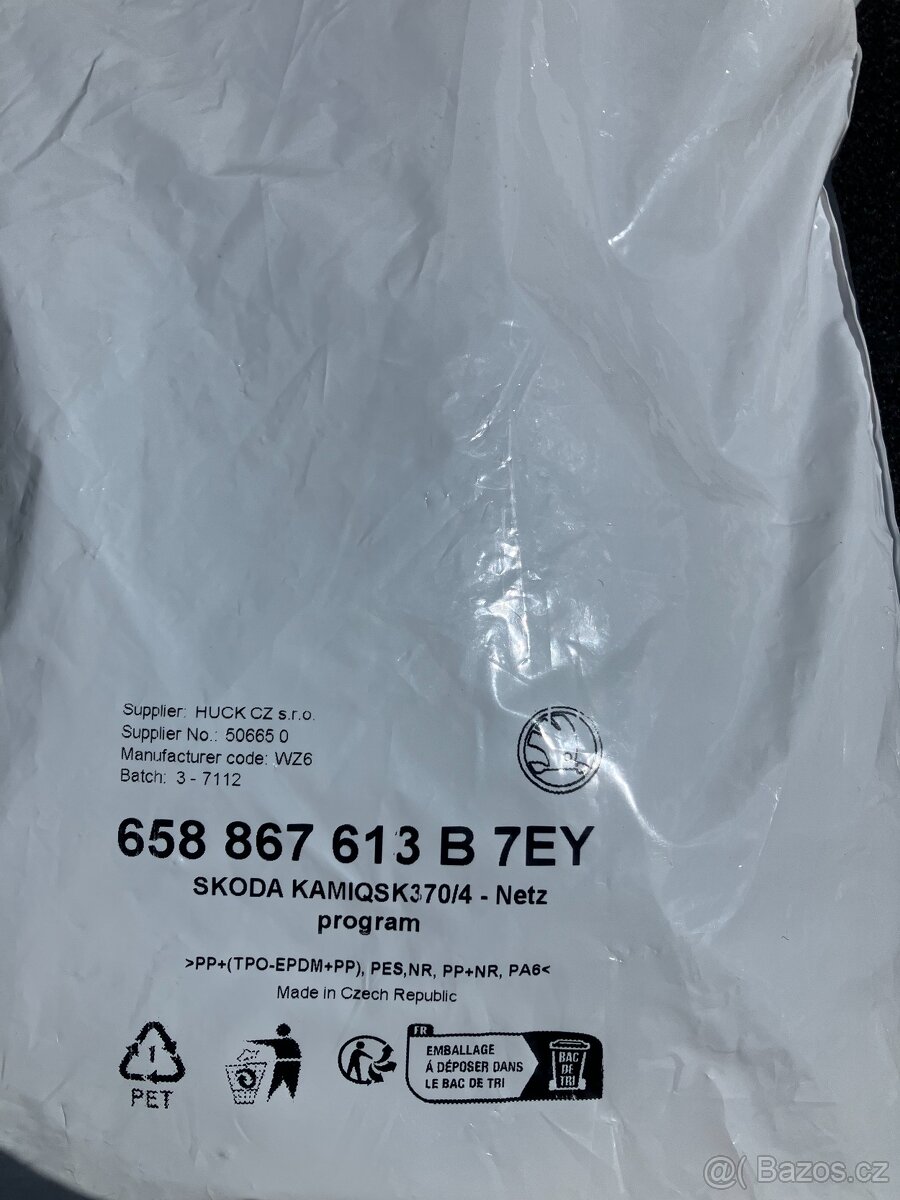 Supplier: HUCK CZ s.r.o.
Supplier No.: 50665 0
Manufacturer code: WZ6
Batch: 3 - 7112
658 867 613 B 7EY
SKODA KAMIQSK370/4 - Netz
program
>PP+(TPO-EPDM+PP), PES,NR, PP+NR, PA6<
Made in Czech Republic
1
PET
FR
EMBALLAGE
À DÉPOSER DANS
LE BAC DE TRI
BAC
DE
TRI
@( Bazos.cz